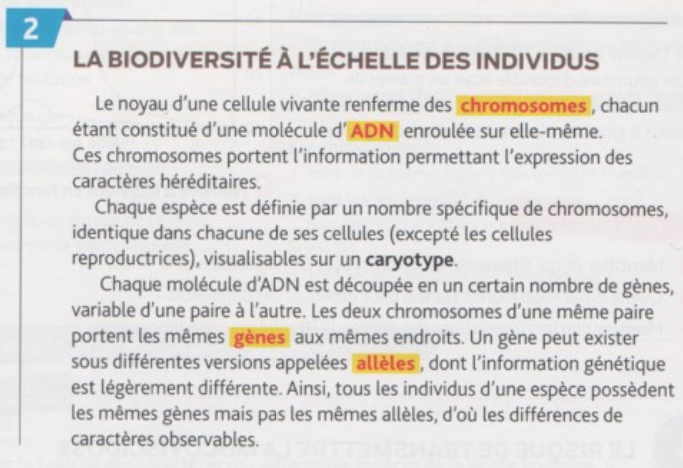 2
LA BIODIVERSITÉ À L'ÉCHELLE DES INDIVIDUS
Le noyau d'une cellule vivante renferme des chromosomes, chacun
étant constitué d'une molécule d'ADN enroulée sur elle-même.
Ces chromosomes portent l'information permettant l'expression des
caractères héréditaires.
Chaque espèce est définie par un nombre spécifique de chromosomes,
identique dans chacune de ses cellules (excepté les cellules
reproductrices), visualisables sur un caryotype.
Chaque molécule d'ADN est découpée en un certain nombre de gènes,
variable d'une paire à l'autre. Les deux chromosomes d'une même paire
portent les mêmes gènes aux mêmes endroits. Un gène peut exister
sous différentes versions appelées allèles, dont l'information génétique
est légèrement différente. Ainsi, tous les individus d'une espèce possèdent
les mêmes gènes mais pas les mêmes allèles, d'où les différences de
caractères observables.